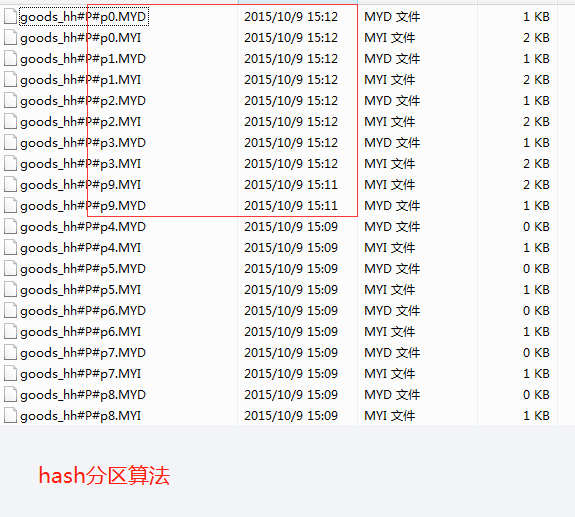 goods_hh#P#p0.MYD 2015/10/9 15:12 MYD 文件 1 KB
goods_hh#P#p0.MYI 2015/10/9 15:12 MYI 文件 2 KB
goods_hh#P#p1.MYD 2015/10/9 15:12 MYD 文件 1 KB
goods_hh#P#p1.MYI 2015/10/9 15:12 MYI 文件 2 KB
goods_hh#P#p2.MYD 2015/10/9 15:12 MYD 文件 1 KB
goods_hh#P#p2.MYI 2015/10/9 15:12 MYI 文件 2 KB
goods_hh#P#p3.MYD 2015/10/9 15:12 MYD 文件 1 KB
goods_hh#P#p3.MYI 2015/10/9 15:12 MYI 文件 2 KB
goods_hh#P#p9.MYI 2015/10/9 15:11 MYI 文件 2 KB
goods_hh#P#p9.MYD 2015/10/9 15:11 MYD 文件 1 KB
goods_hh#P#p4.MYD 2015/10/9 15:09 MYD 文件 0 KB
goods_hh#P#p4.MYI 2015/10/9 15:09 MYI 文件 1 KB
goods_hh#P#p5.MYD 2015/10/9 15:09 MYD 文件 0 KB
goods_hh#P#p5.MYI 2015/10/9 15:09 MYI 文件 1 KB
goods_hh#P#p6.MYD 2015/10/9 15:09 MYD 文件 0 KB
goods_hh#P#p6.MYI 2015/10/9 15:09 MYI 文件 1 KB
goods_hh#P#p7.MYD 2015/10/9 15:09 MYD 文件 0 KB
goods_hh#P#p7.MYI 2015/10/9 15:09 MYI 文件 1 KB
goods_hh#P#p8.MYD 2015/10/9 15:09 MYD 文件 0 KB
goods_hh#P#p8.MYI 2015/10/9 15:09 MYI 文件 1 KB
hash分区算法